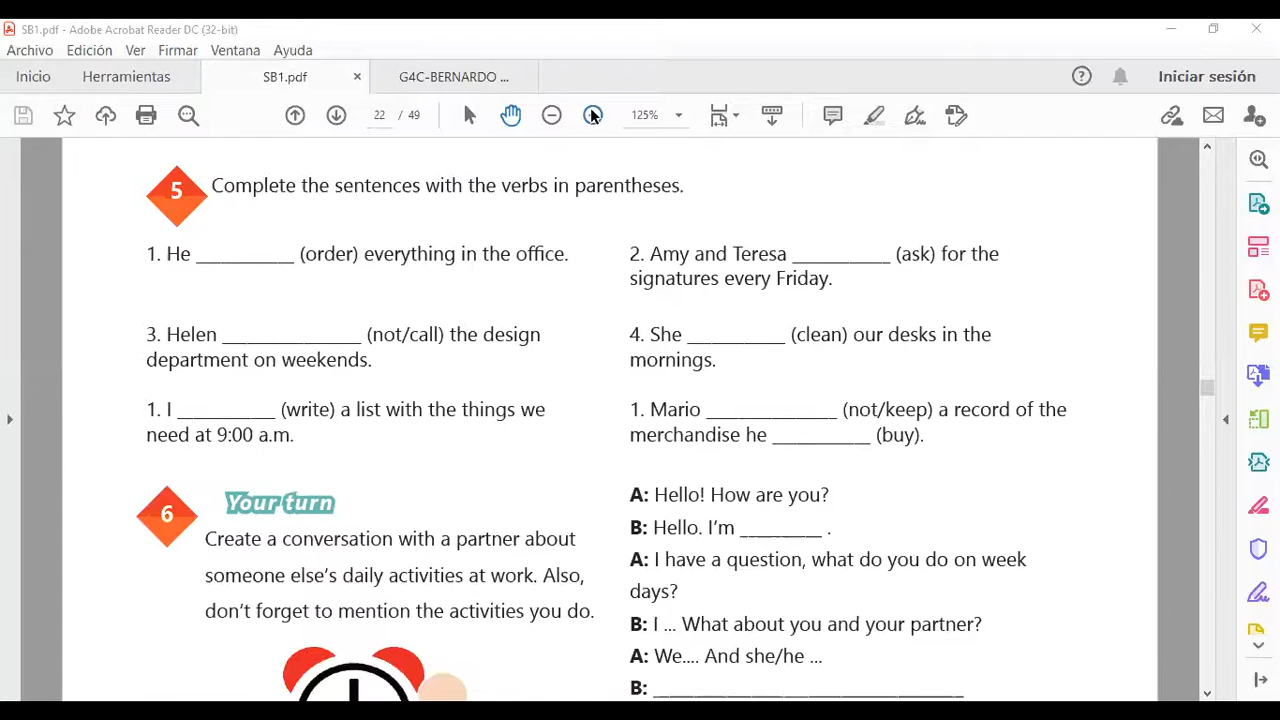 SB1.pdf - Adobe Acrobat Reader DC (32-bit)
Archivo Edición Ver Firmar Ventana Ayuda
Inicio Herramientas SB1.pdf × G4C-BERNARDO ... Iniciar sesión
22 / 49 125%
5 Complete the sentences with the verbs in parentheses.
1. He __________ (order) everything in the office.
2. Amy and Teresa __________ (ask) for the
signatures every Friday.
3. Helen ______________ (not/call) the design
department on weekends.
4. She __________ (clean) our desks in the
mornings.
1. I __________ (write) a list with the things we
need at 9:00 a.m.
1. Mario _____________ (not/keep) a record of the
merchandise he __________ (buy).
6 Your turn
Create a conversation with a partner about
someone else's daily activities at work. Also,
don't forget to mention the activities you do.
A: Hello! How are you?
B: Hello. I'm ________ .
A: I have a question, what do you do on week
days?
B: I ... What about you and your partner?
A: We.... And she/he ...
B: ________________________________